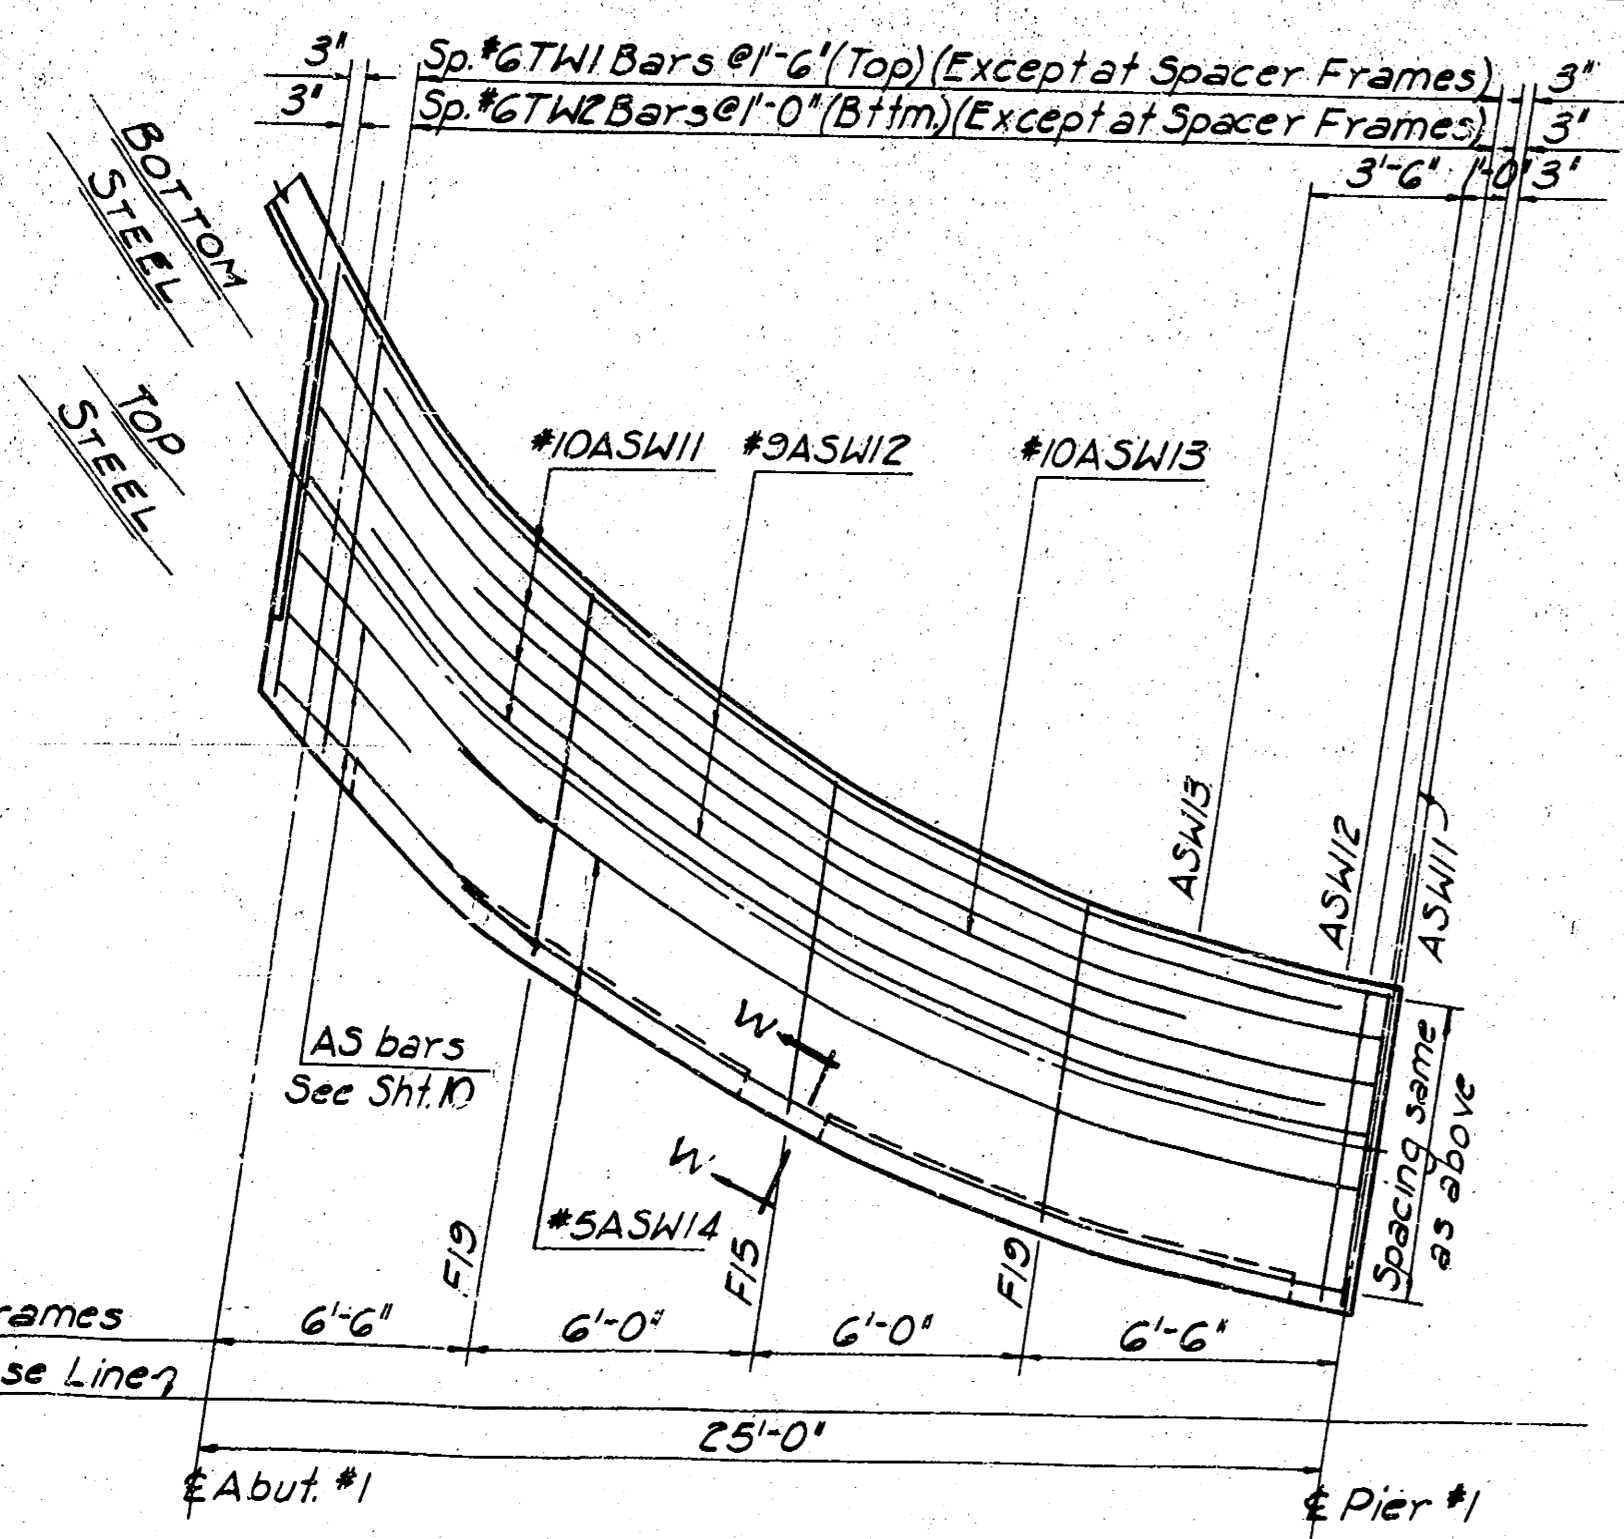 3" Sp.#6TW1 Bars @1'-6"(Top)(Except at Spacer Frames) 3"
3" Sp.#6TW2 Bars@1'-0"(Bttm.)(Except at Spacer Frames) 3"
3'-6" 1'-0" 3"
BOTTOM
STEEL
TOP
STEEL
#10ASW11 #9ASW12 #10ASW13
ASW13
ASW12
ASW11
AS bars
See Sht.10
W
W
#5ASW14
Spacing same
as above
F19
F15
F19
rames 6'-6" 6'-0" 6'-0" 6'-6"
se Line
25'-0"
℄ Abut. #1
℄ Pier #1